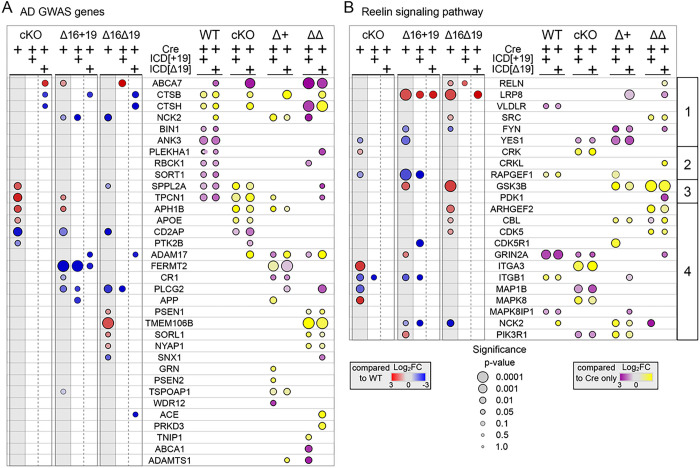 A AD GWAS genes
cKO Δ16+19 Δ16Δ19 WT cKO Δ+ ΔΔ
+ + + + + + + + + Cre + + + + + + + +
+ + + ICD[+19] + + + +
+ + + ICD[Δ19] + + + +
ABCA7
CTSB
CTSH
NCK2
BIN1
ANK3
PLEKHA1
RBCK1
SORT1
SPPL2A
TPCN1
APH1B
APOE
CD2AP
PTK2B
ADAM17
FERMT2
CR1
PLCG2
APP
PSEN1
TMEM106B
SORL1
NYAP1
SNX1
GRN
PSEN2
TSPOAP1
WDR12
ACE
PRKD3
TNIP1
ABCA1
ADAMTS1
B Reelin signaling pathway
cKO Δ16+19 Δ16Δ19 WT cKO Δ+ ΔΔ
+ + + + + + + + + Cre + + + + + + + +
+ + + ICD[+19] + + + +
+ + + ICD[Δ19] + + + +
RELN
LRP8
VLDLR
SRC
FYN
YES1
CRK
CRKL
RAPGEF1
GSK3B
PDK1
ARHGEF2
CBL
CDK5
CDK5R1
GRIN2A
ITGA3
ITGB1
MAP1B
MAPK8
MAPK8IP1
NCK2
PIK3R1
1
2
3
4
compared to WT
Log₂FC
3 -3
Significance
p-value
0.0001
0.001
0.01
0.05
0.1
0.5
1.0
compared to Cre only
Log₂FC
3 -3